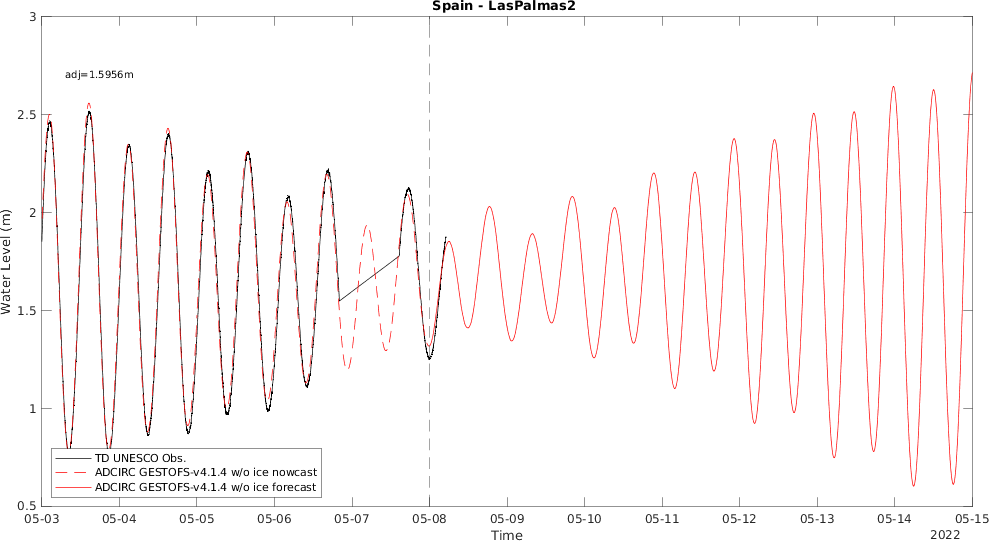 Spain - LasPalmas2
3
adj=1.5956m
2.5
2
Water Level (m)
1.5
1
TD UNESCO Obs.
ADCIRC GESTOFS-v4.1.4 w/o ice nowcast
ADCIRC GESTOFS-v4.1.4 w/o ice forecast
0.5
05-03 05-04 05-05 05-06 05-07 05-08 05-09 05-10 05-11 05-12 05-13 05-14 05-15
Time
2022